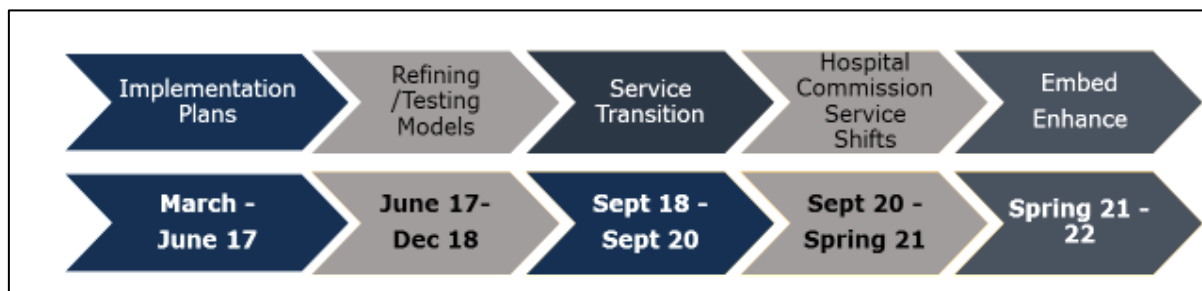 Implementation
Plans
Refining
/Testing
Models
Service
Transition
Hospital
Commission
Service
Shifts
Embed
Enhance
March -
June 17
June 17-
Dec 18
Sept 18 -
Sept 20
Sept 20 -
Spring 21
Spring 21 -
22